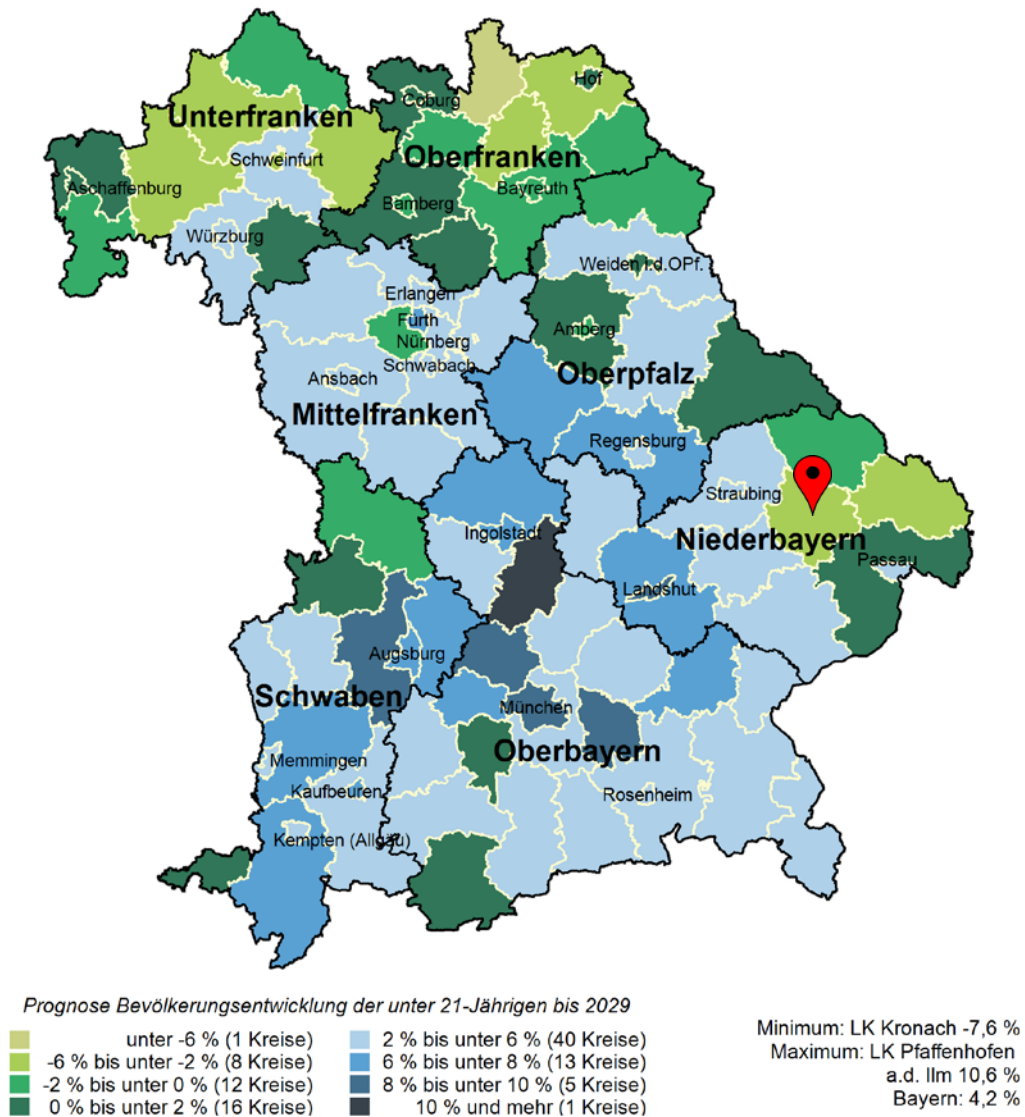 Hof
Coburg
Unterfranken
Oberfranken
Schweinfurt
Aschaffenburg
Bayreuth
Bamberg
Würzburg
Weiden i.d.OPf.
Erlangen
Fürth
Amberg
Nürnberg
Schwabach
Oberpfalz
Ansbach
Mittelfranken
Regensburg
Straubing
Ingolstadt
Niederbayern
Passau
Landshut
Augsburg
Schwaben
München
Oberbayern
Memmingen
Kaufbeuren
Rosenheim
Kempten (Allgäu)
Prognose Bevölkerungsentwicklung der unter 21-Jährigen bis 2029
unter -6 % (1 Kreise)
-6 % bis unter -2 % (8 Kreise)
-2 % bis unter 0 % (12 Kreise)
0 % bis unter 2 % (16 Kreise)
2 % bis unter 6 % (40 Kreise)
6 % bis unter 8 % (13 Kreise)
8 % bis unter 10 % (5 Kreise)
10 % und mehr (1 Kreise)
Minimum: LK Kronach -7,6 %
Maximum: LK Pfaffenhofen
a.d. Ilm 10,6 %
Bayern: 4,2 %